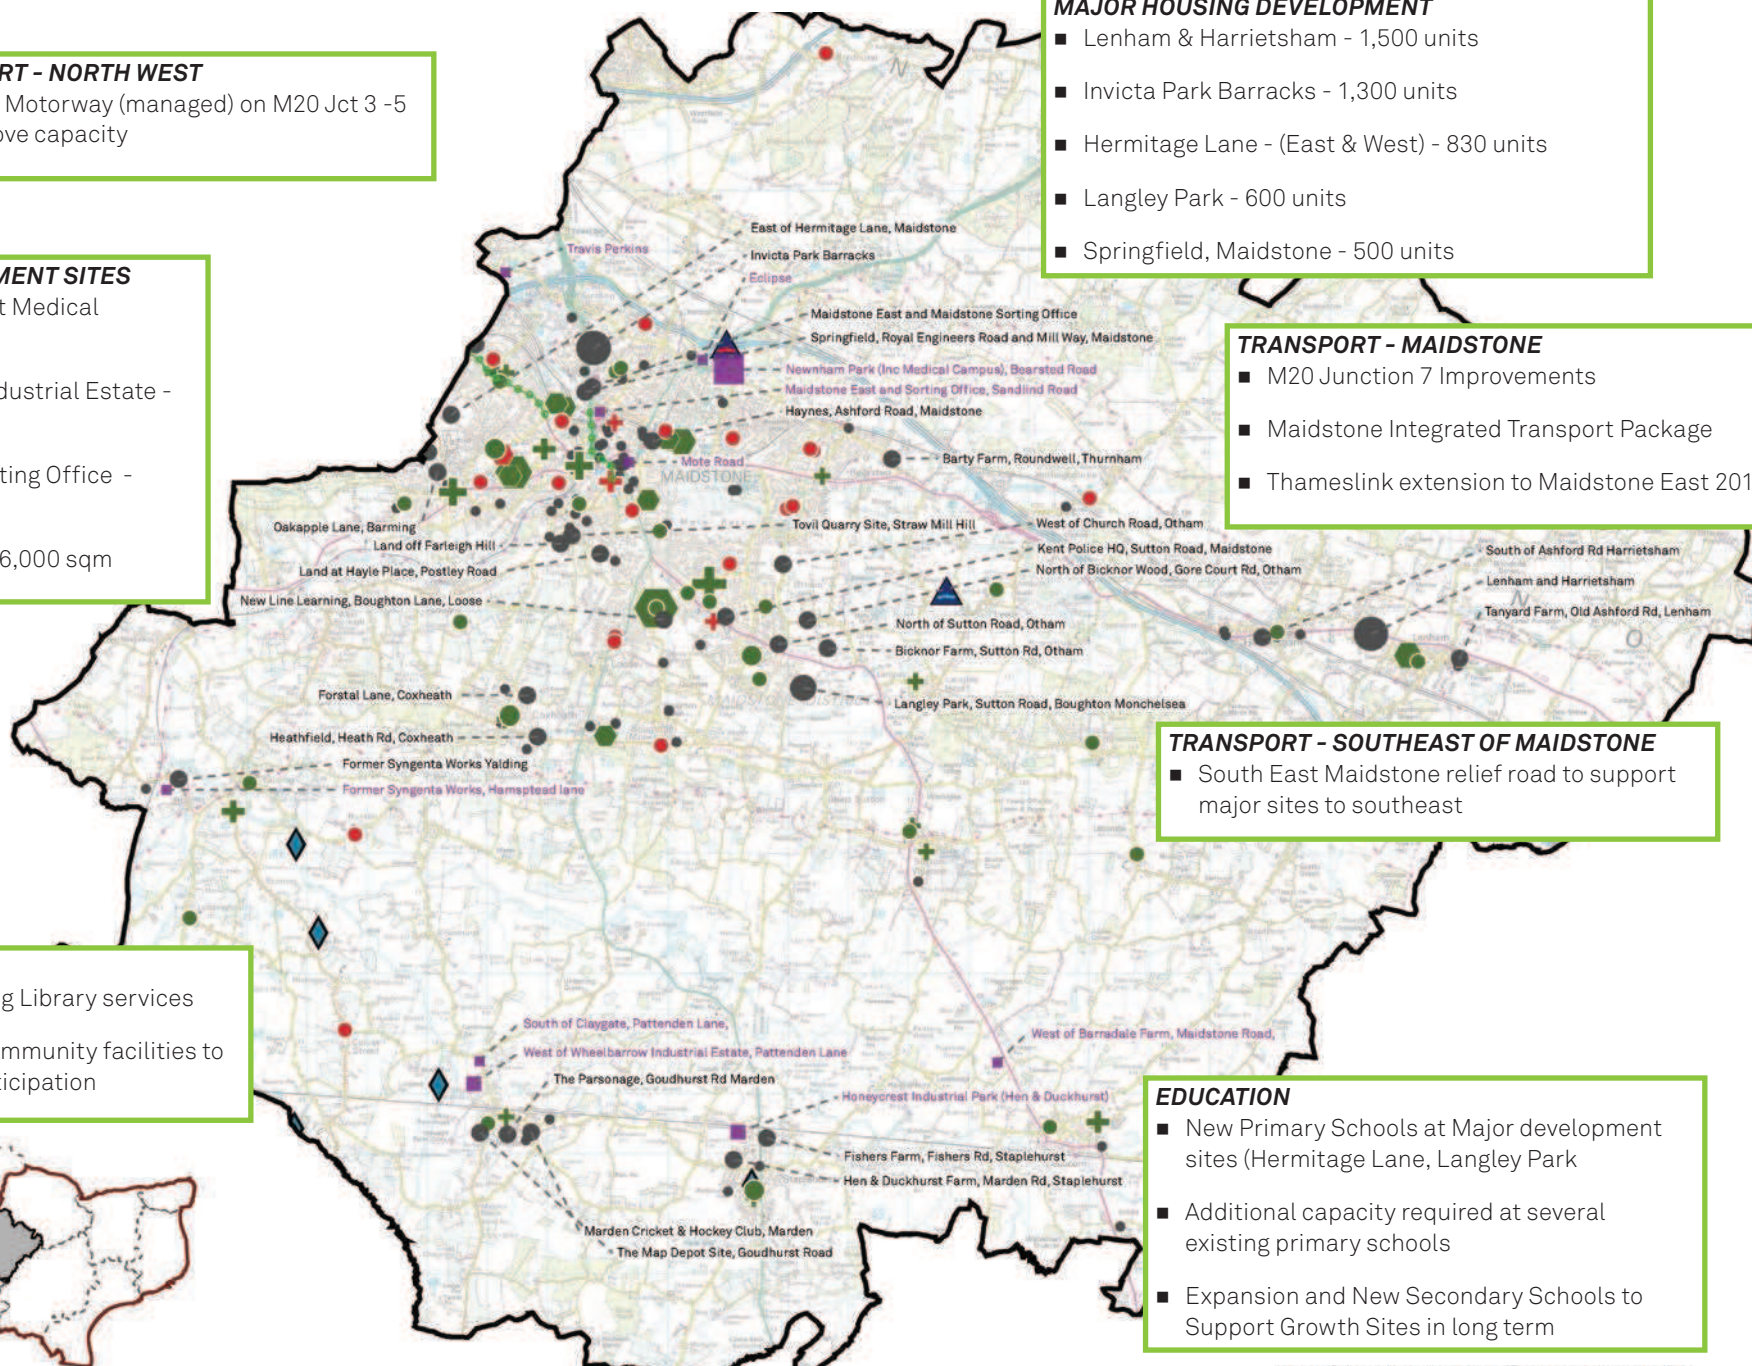 MAJOR HOUSING DEVELOPMENT
■ Lenham & Harrietsham - 1,500 units
■ Invicta Park Barracks - 1,300 units
■ Hermitage Lane - (East & West) - 830 units
■ Langley Park - 600 units
■ Springfield, Maidstone - 500 units
RT - NORTH WEST
Motorway (managed) on M20 Jct 3 -5
ove capacity
MENT SITES
t Medical
dustrial Estate -
ting Office -
6,000 sqm
TRANSPORT - MAIDSTONE
■ M20 Junction 7 Improvements
■ Maidstone Integrated Transport Package
■ Thameslink extension to Maidstone East 201
East of Hermitage Lane, Maidstone
Travis Perkins
Invicta Park Barracks
Eclipse
Maidstone East and Maidstone Sorting Office
Springfield, Royal Engineers Road and Mill Way, Maidstone
Newnham Park (Inc Medical Campus), Bearsted Road
Maidstone East and Sorting Office, Sandlind Road
Haynes, Ashford Road, Maidstone
Barty Farm, Roundwell, Thurnham
Mote Road
MAIDSTONE
Oakapple Lane, Barming
Tovil Quarry Site, Straw Mill Hill
West of Church Road, Otham
Land off Farleigh Hill
Kent Police HQ, Sutton Road, Maidstone
South of Ashford Rd Harrietsham
Land at Hayle Place, Postley Road
North of Bicknor Wood, Gore Court Rd, Otham
Lenham and Harrietsham
New Line Learning, Boughton Lane, Loose
Tanyard Farm, Old Ashford Rd, Lenham
North of Sutton Road, Otham
Bicknor Farm, Sutton Rd, Otham
Forstal Lane, Coxheath
Langley Park, Sutton Road, Boughton Monchelsea
Heathfield, Heath Rd, Coxheath
Former Syngenta Works Yalding
Former Syngenta Works, Hamsptead lane
TRANSPORT - SOUTHEAST OF MAIDSTONE
■ South East Maidstone relief road to support
major sites to southeast
g Library services
mmunity facilities to
ticipation
South of Claygate, Pattenden Lane,
West of Wheelbarrow Industrial Estate, Pattenden Lane
The Parsonage, Goudhurst Rd Marden
West of Barradale Farm, Maidstone Road,
Honeycrest Industrial Park (Hen & Duckhurst)
Fishers Farm, Fishers Rd, Staplehurst
Hen & Duckhurst Farm, Marden Rd, Staplehurst
Marden Cricket & Hockey Club, Marden
The Map Depot Site, Goudhurst Road
EDUCATION
■ New Primary Schools at Major development
sites (Hermitage Lane, Langley Park
■ Additional capacity required at several
existing primary schools
■ Expansion and New Secondary Schools to
Support Growth Sites in long term